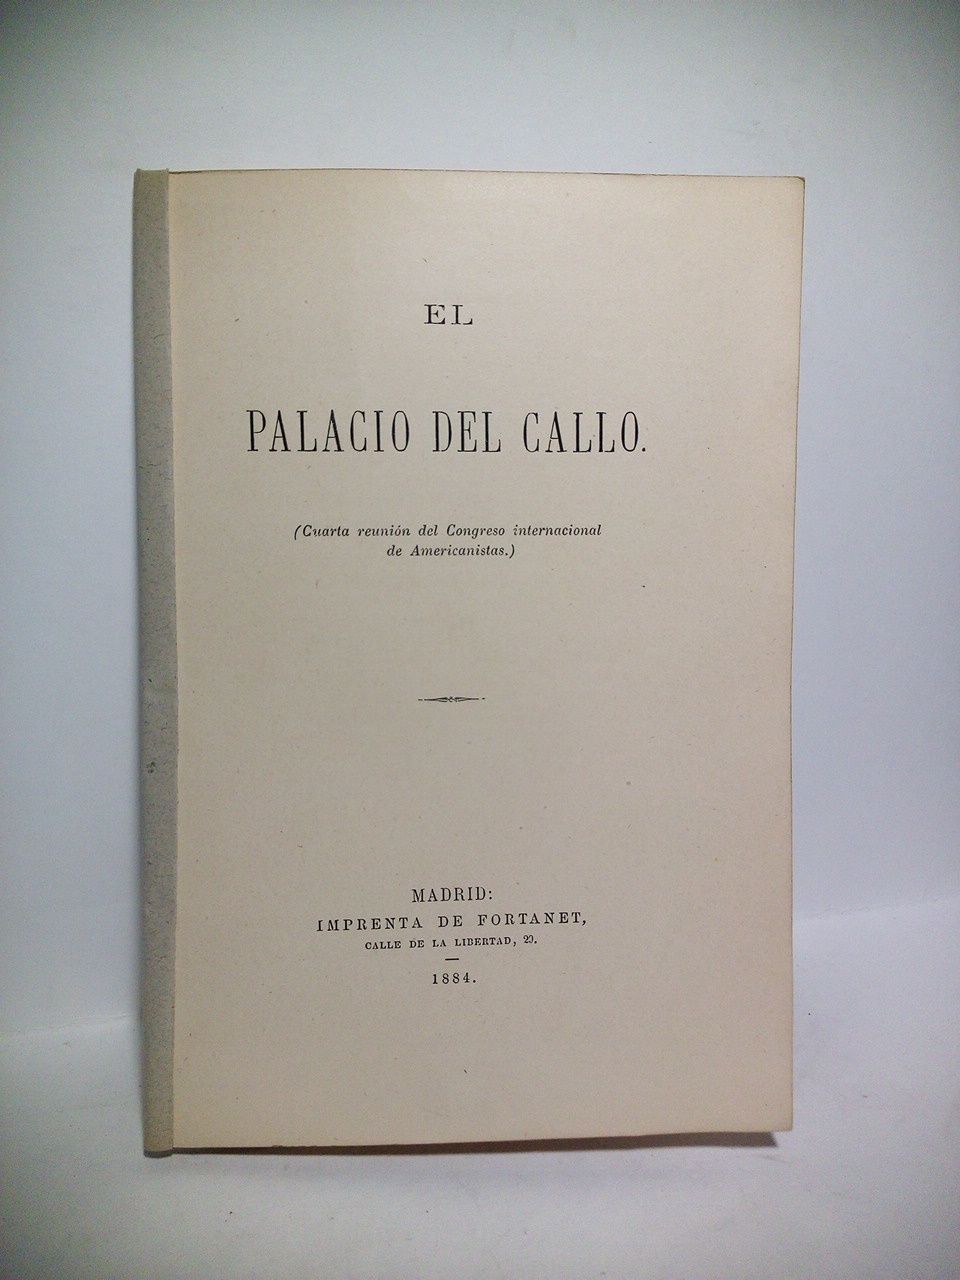 EL
PALACIO DEL CALLO.
(Cuarta reunión del Congreso internacional
de Americanistas.)
MADRID:
IMPRENTA DE FORTANET,
CALLE DE LA LIBERTAD, 29.
1884.